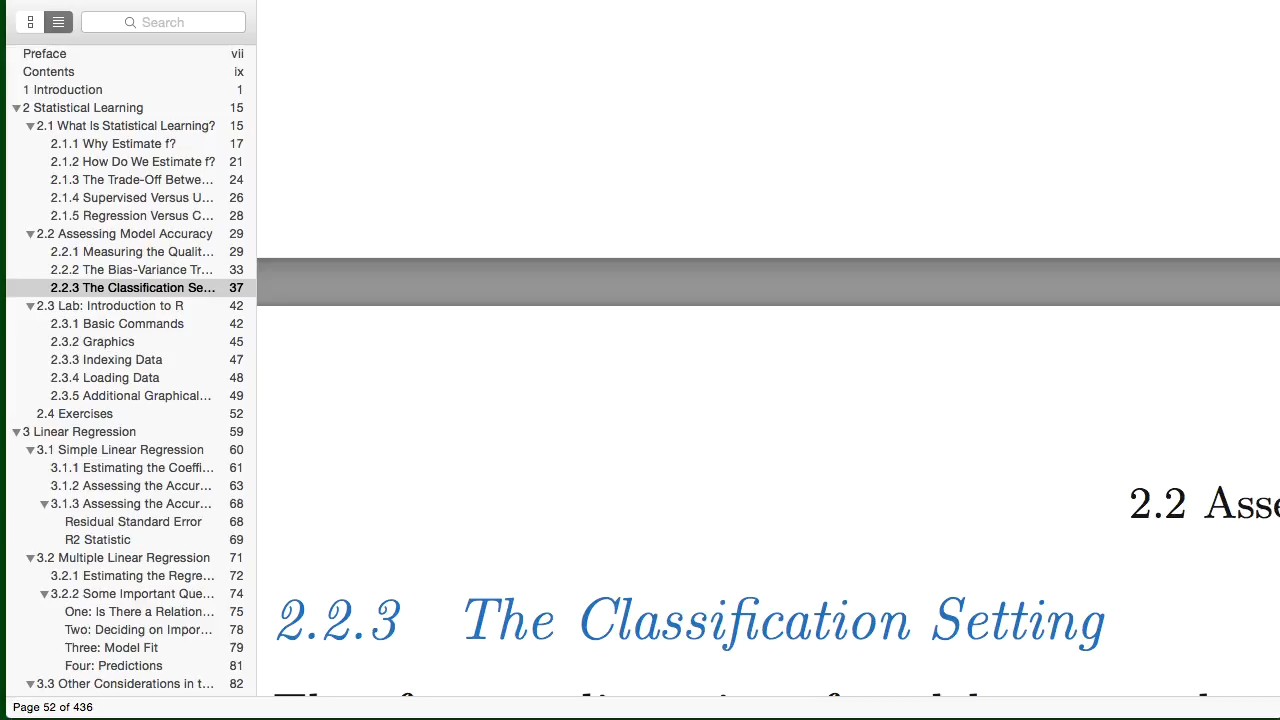 Search
Preface vii
Contents ix
1 Introduction 1
2 Statistical Learning 15
2.1 What Is Statistical Learning? 15
2.1.1 Why Estimate f? 17
2.1.2 How Do We Estimate f? 21
2.1.3 The Trade-Off Betwe... 24
2.1.4 Supervised Versus U... 26
2.1.5 Regression Versus C... 28
2.2 Assessing Model Accuracy 29
2.2.1 Measuring the Qualit... 29
2.2.2 The Bias-Variance Tr... 33
2.2.3 The Classification Se... 37
2.3 Lab: Introduction to R 42
2.3.1 Basic Commands 42
2.3.2 Graphics 45
2.3.3 Indexing Data 47
2.3.4 Loading Data 48
2.3.5 Additional Graphical... 49
2.4 Exercises 52
3 Linear Regression 59
3.1 Simple Linear Regression 60
3.1.1 Estimating the Coeffi... 61
3.1.2 Assessing the Accur... 63
3.1.3 Assessing the Accur... 68
Residual Standard Error 68
R2 Statistic 69
3.2 Multiple Linear Regression 71
3.2.1 Estimating the Regre... 72
3.2.2 Some Important Que... 74
One: Is There a Relation... 75
Two: Deciding on Impor... 78
Three: Model Fit 79
Four: Predictions 81
3.3 Other Considerations in t... 82
Page 52 of 436
2.2 Asse
2.2.3 The Classification Setting